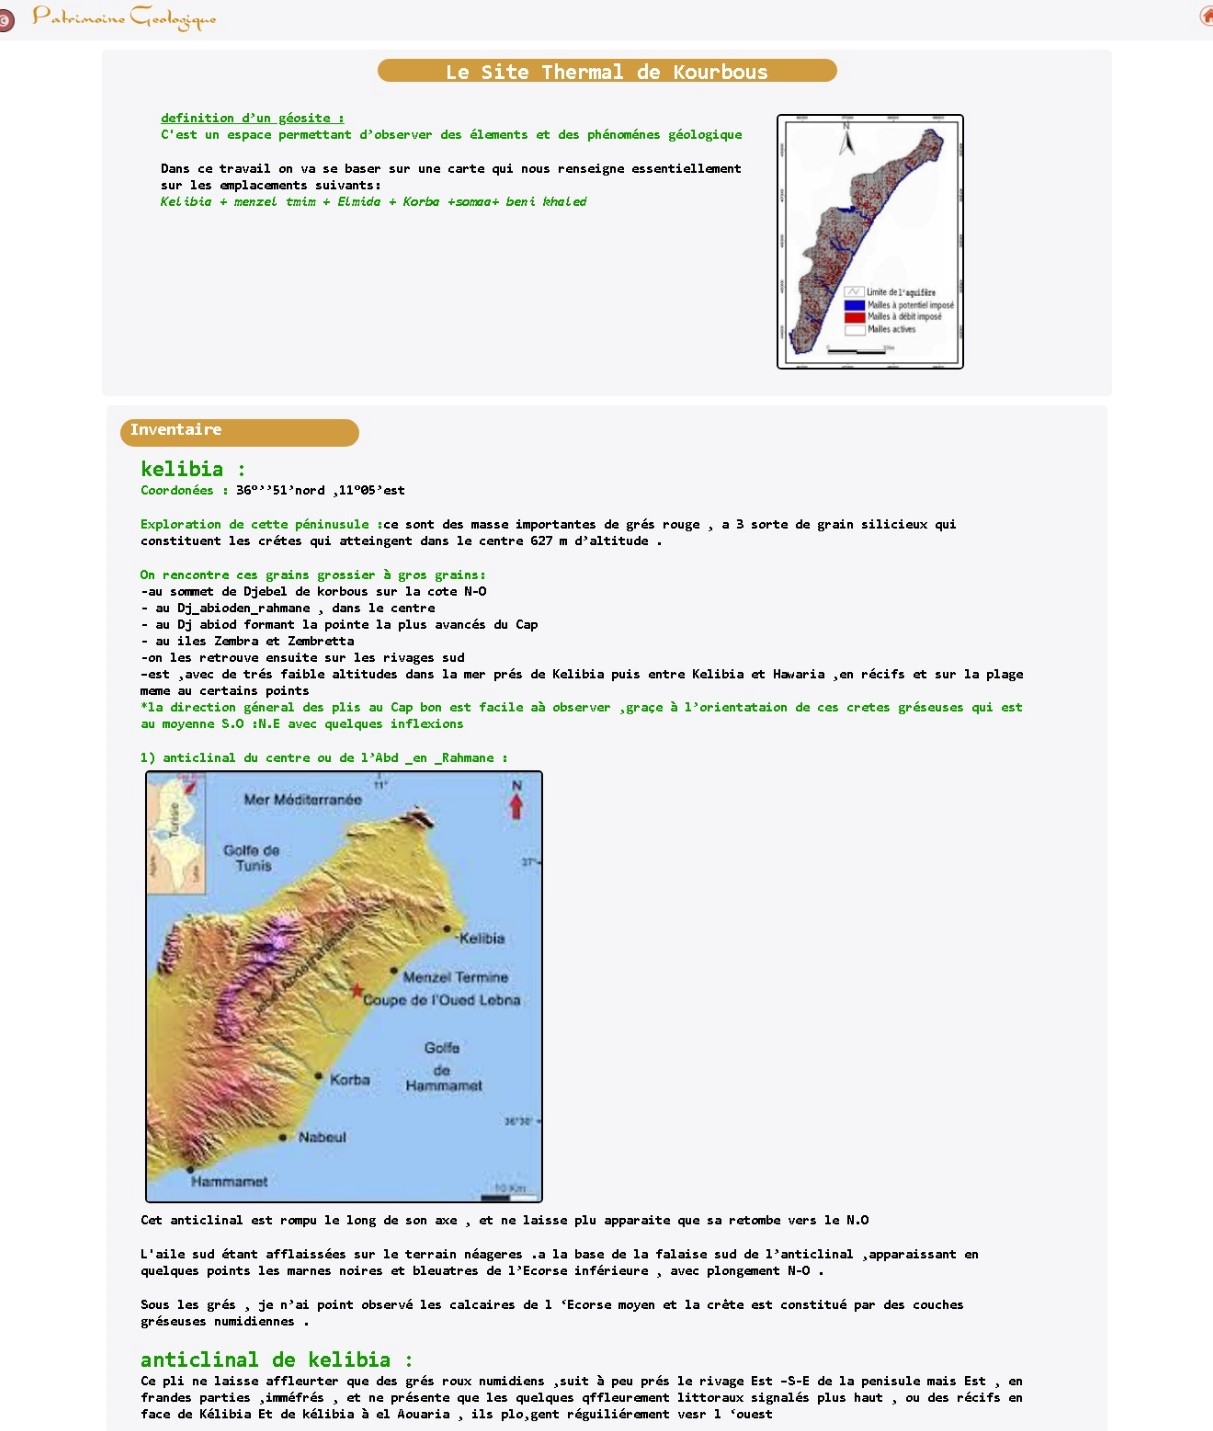 Patrimoine Geologique
Le Site Thermal de Kourbous
definition d'un géosite :
C'est un espace permettant d'observer des élements et des phénoménes géologique
Dans ce travail on va se baser sur une carte qui nous renseigne essentiellement
sur les emplacements suivants:
Kelibia + menzel tmim + Elmida + Korba +somaa+ beni khaled
N
Limite de l'aquifère
Mailles à potentiel imposé
Mailles à débit imposé
Mailles actives
Inventaire
kelibia :
Coordonées : 36°’’51’nord ,11°05’est
Exploration de cette péninusule :ce sont des masse importantes de grés rouge , a 3 sorte de grain silicieux qui
constituent les crétes qui atteingent dans le centre 627 m d’altitude .
On rencontre ces grains grossier à gros grains:
-au sommet de Djebel de korbous sur la cote N-O
- au Dj_abioden_rahmane , dans le centre
- au Dj abiod formant la pointe la plus avancés du Cap
- au iles Zembra et Zembretta
-on les retrouve ensuite sur les rivages sud
-est ,avec de trés faible altitudes dans la mer prés de Kelibia puis entre Kelibia et Hawaria ,en récifs et sur la plage
meme au certains points
*la direction géneral des plis au Cap bon est facile aà observer ,graçe à l’orientataion de ces cretes gréseuses qui est
au moyenne S.O :N.E avec quelques inflexions
1) anticlinal du centre ou de l’Abd _en _Rahmane :
11°
N
Mer Méditerranée
Tunisie
Golfe de
Tunis
37°
Jebel Abderrahmane
Kelibia
Menzel Termine
Coupe de l'Oued Lebna
Golfe
de
Hammamet
Korba
36°30'
Nabeul
Hammamet
10 Km
Cet anticlinal est rompu le long de son axe , et ne laisse plu apparaite que sa retombe vers le N.O
L'aile sud étant afflaissées sur le terrain néageres .a la base de la falaise sud de l’anticlinal ,apparaissant en
quelques points les marnes noires et bleuatres de l’Ecorse inférieure , avec plongement N-O .
Sous les grés , je n’ai point observé les calcaires de l ‘Ecorse moyen et la crête est constitué par des couches
gréseuses numidiennes .
anticlinal de kelibia :
Ce pli ne laisse affleurter que des grés roux numidiens ,suit à peu prés le rivage Est -S-E de la penisule mais Est , en
frandes parties ,imméfrés , et ne présente que les quelques qffleurement littoraux signalés plus haut , ou des récifs en
face de Kélibia Et de kélibia à el Aouaria , ils plo,gent réguiliérement vesr l ‘ouest